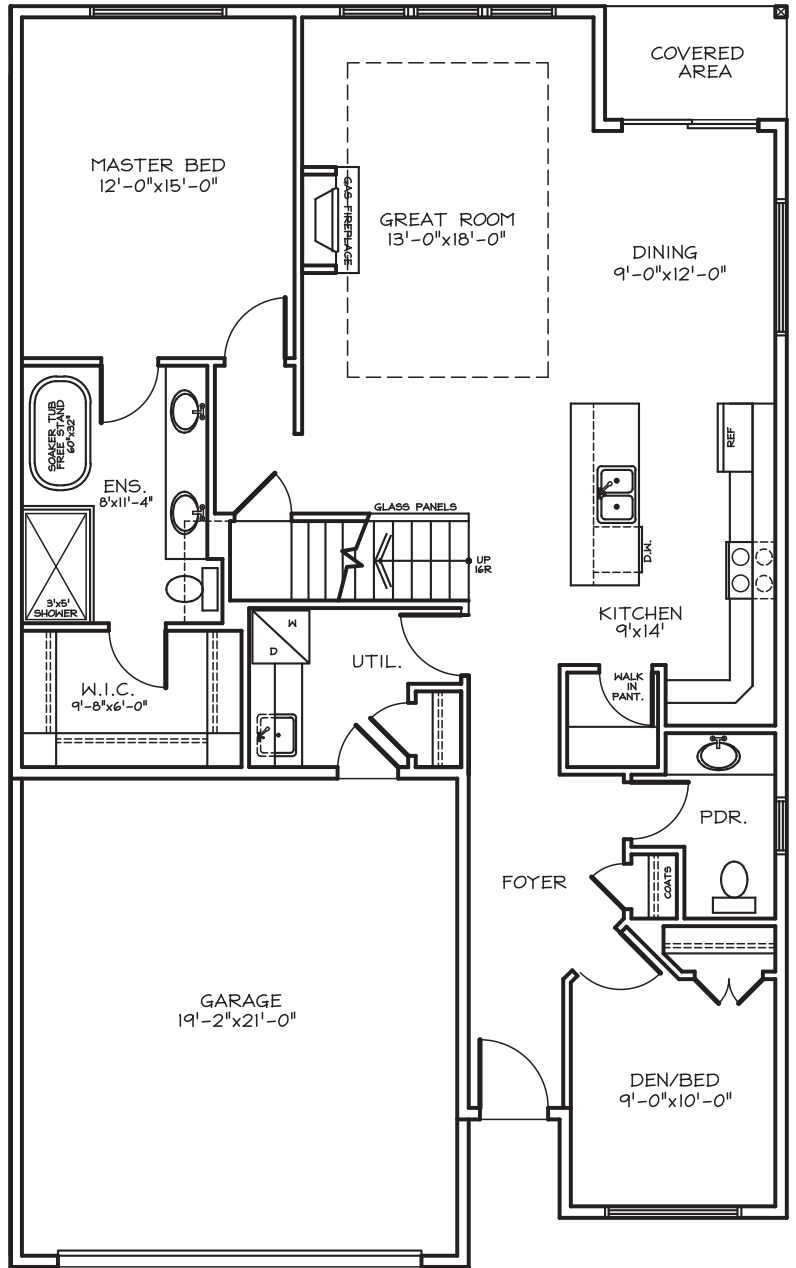 COVERED
AREA
MASTER BED
12'-0"x15'-0"
GAS FIREPLACE
GREAT ROOM
13'-0"x18'-0"
DINING
9'-0"x12'-0"
SOAKER TUB
FREE STAND
60"x32"
REF
ENS.
8'x11'-4"
GLASS PANELS
UP
16R
D.W.
3'x5'
SHOWER
KITCHEN
9'x14'
W
D
UTIL.
WALK
IN
PANT.
W.I.C.
9'-8"x6'-0"
PDR.
FOYER
COATS
GARAGE
19'-2"x21'-0"
DEN/BED
9'-0"x10'-0"